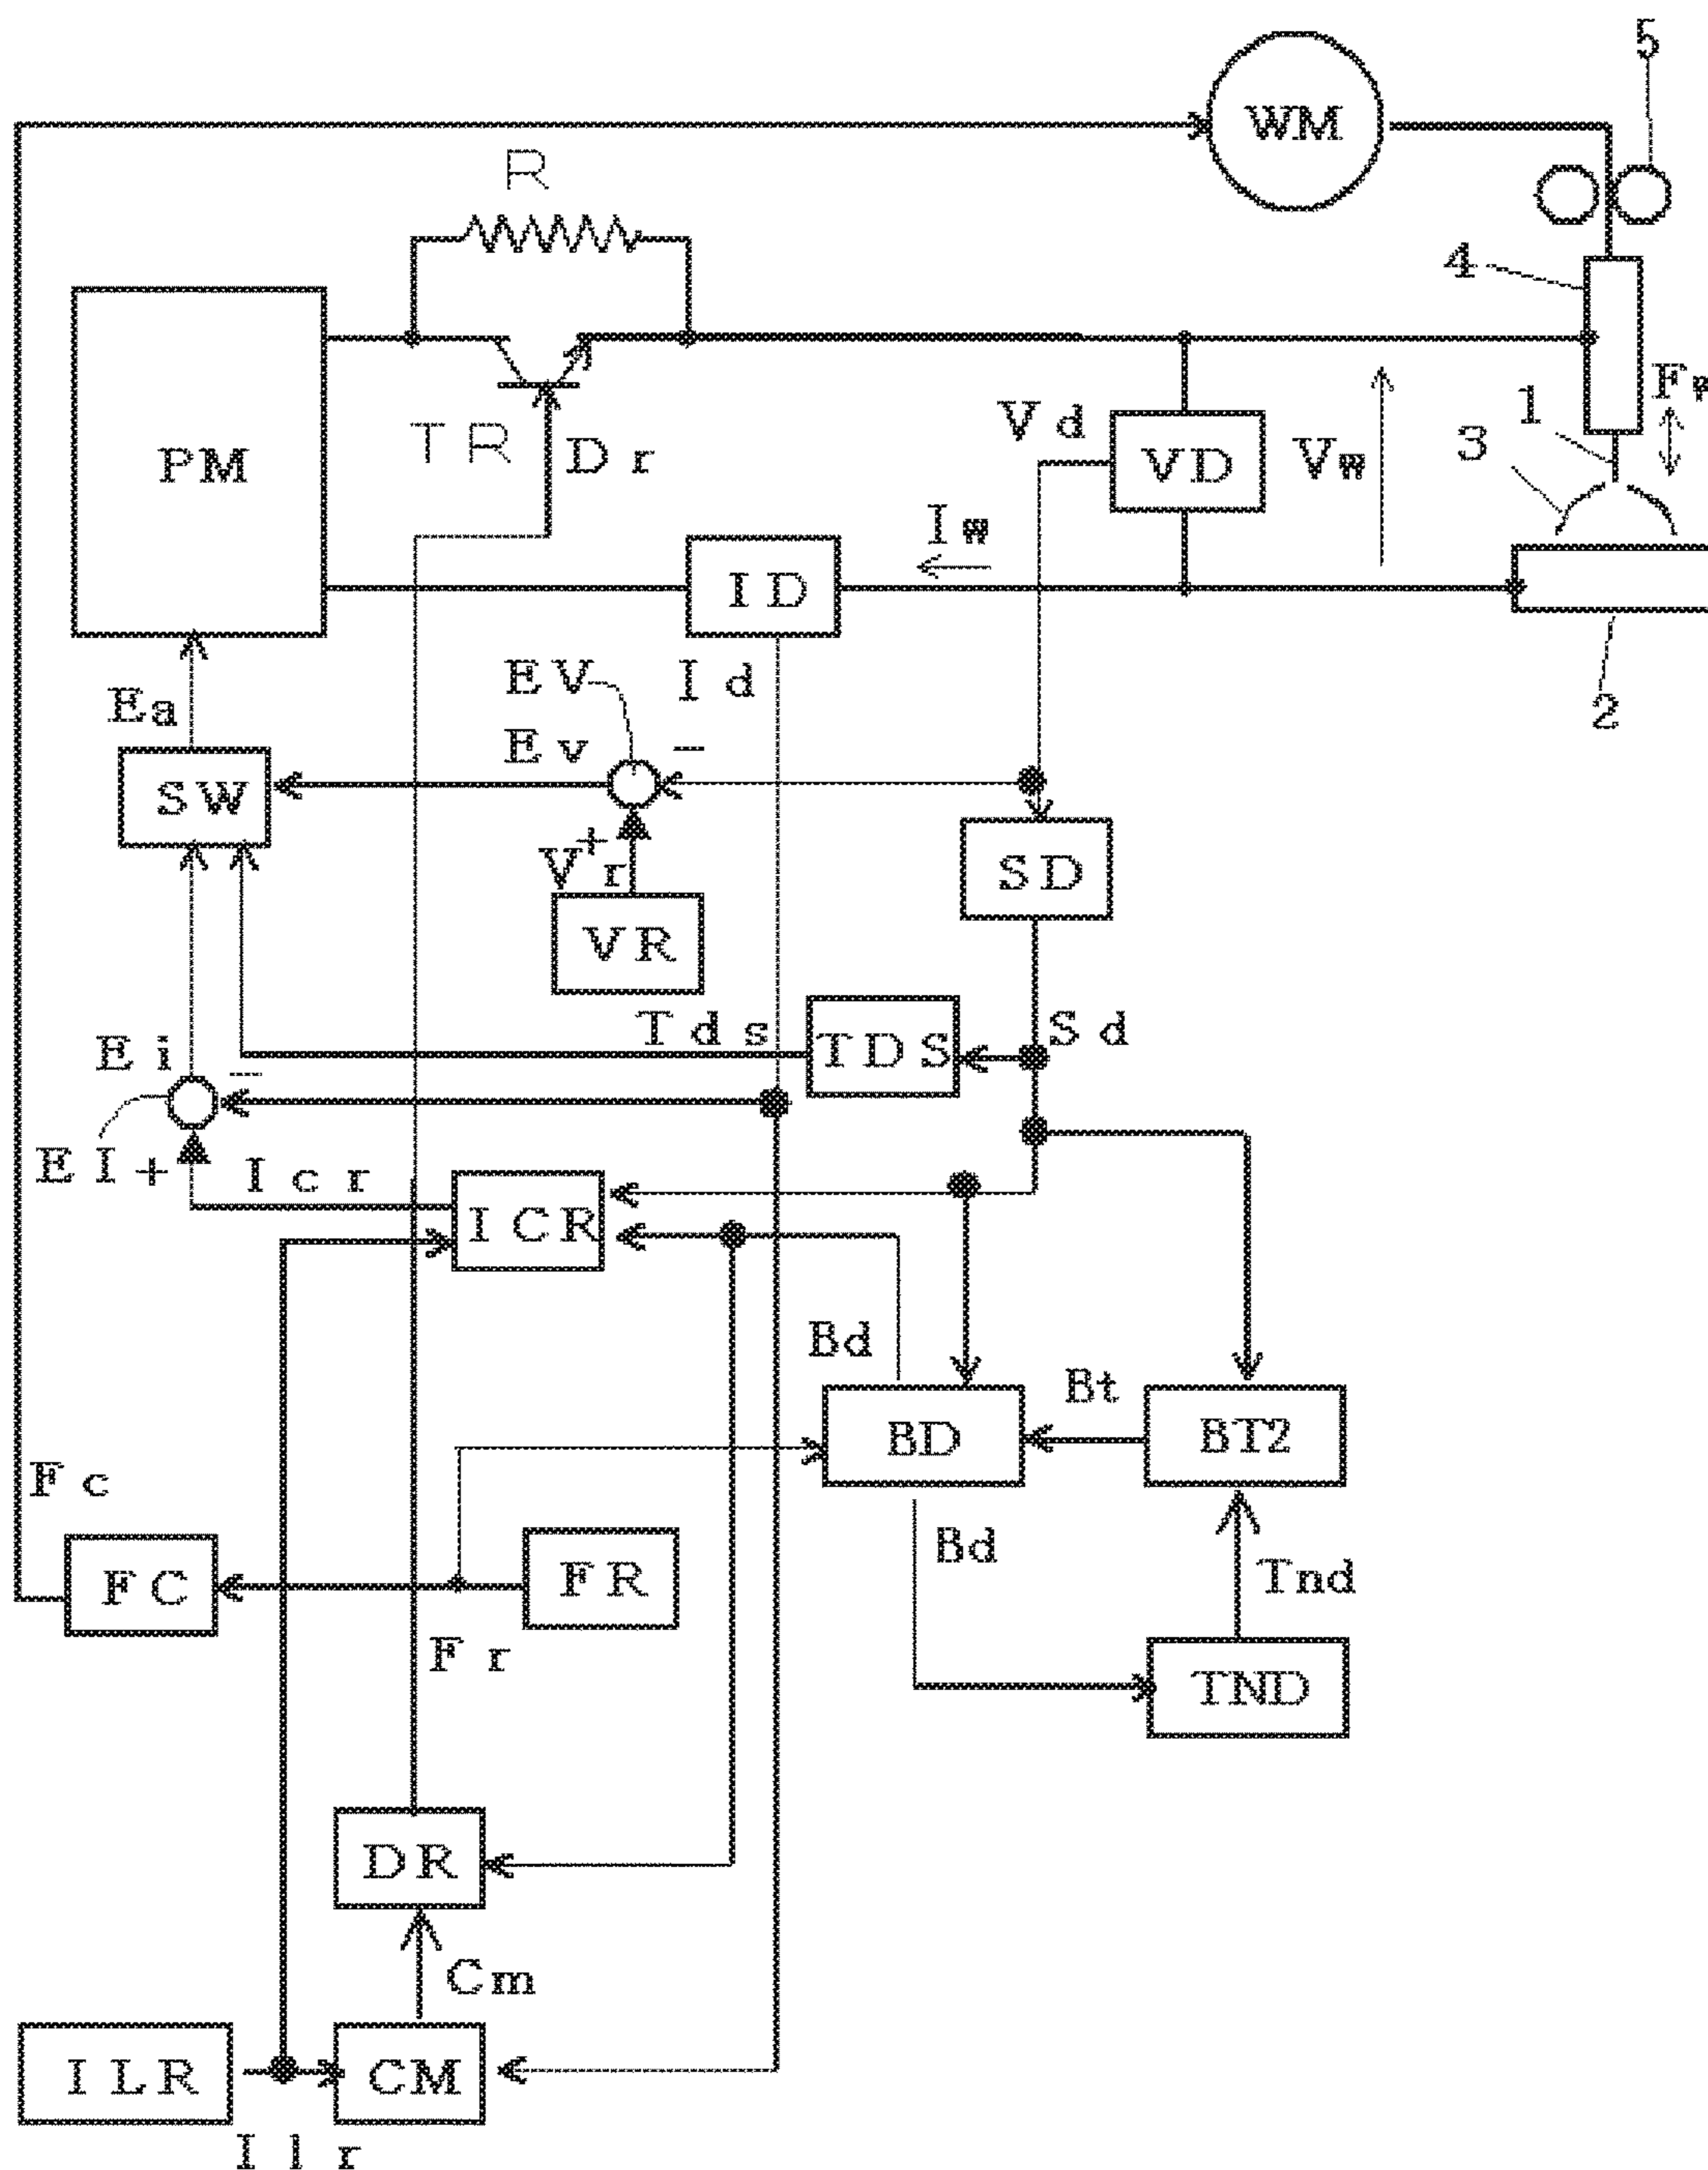 5
WM
R
4
Fw
1
Vd
3
TR
Dr
PM
VD
Vw
Iw
ID
EV
Id
Ea
2
Ev
-
SW
+
Vr
SD
VR
Tds
Sd
TDS
Ei
-
EI
+
Icr
ICR
Bd
Bt
BD
BT2
Fc
Bd
FC
FR
Tnd
Fr
TND
DR
Cm
ILR
CM
Ilr